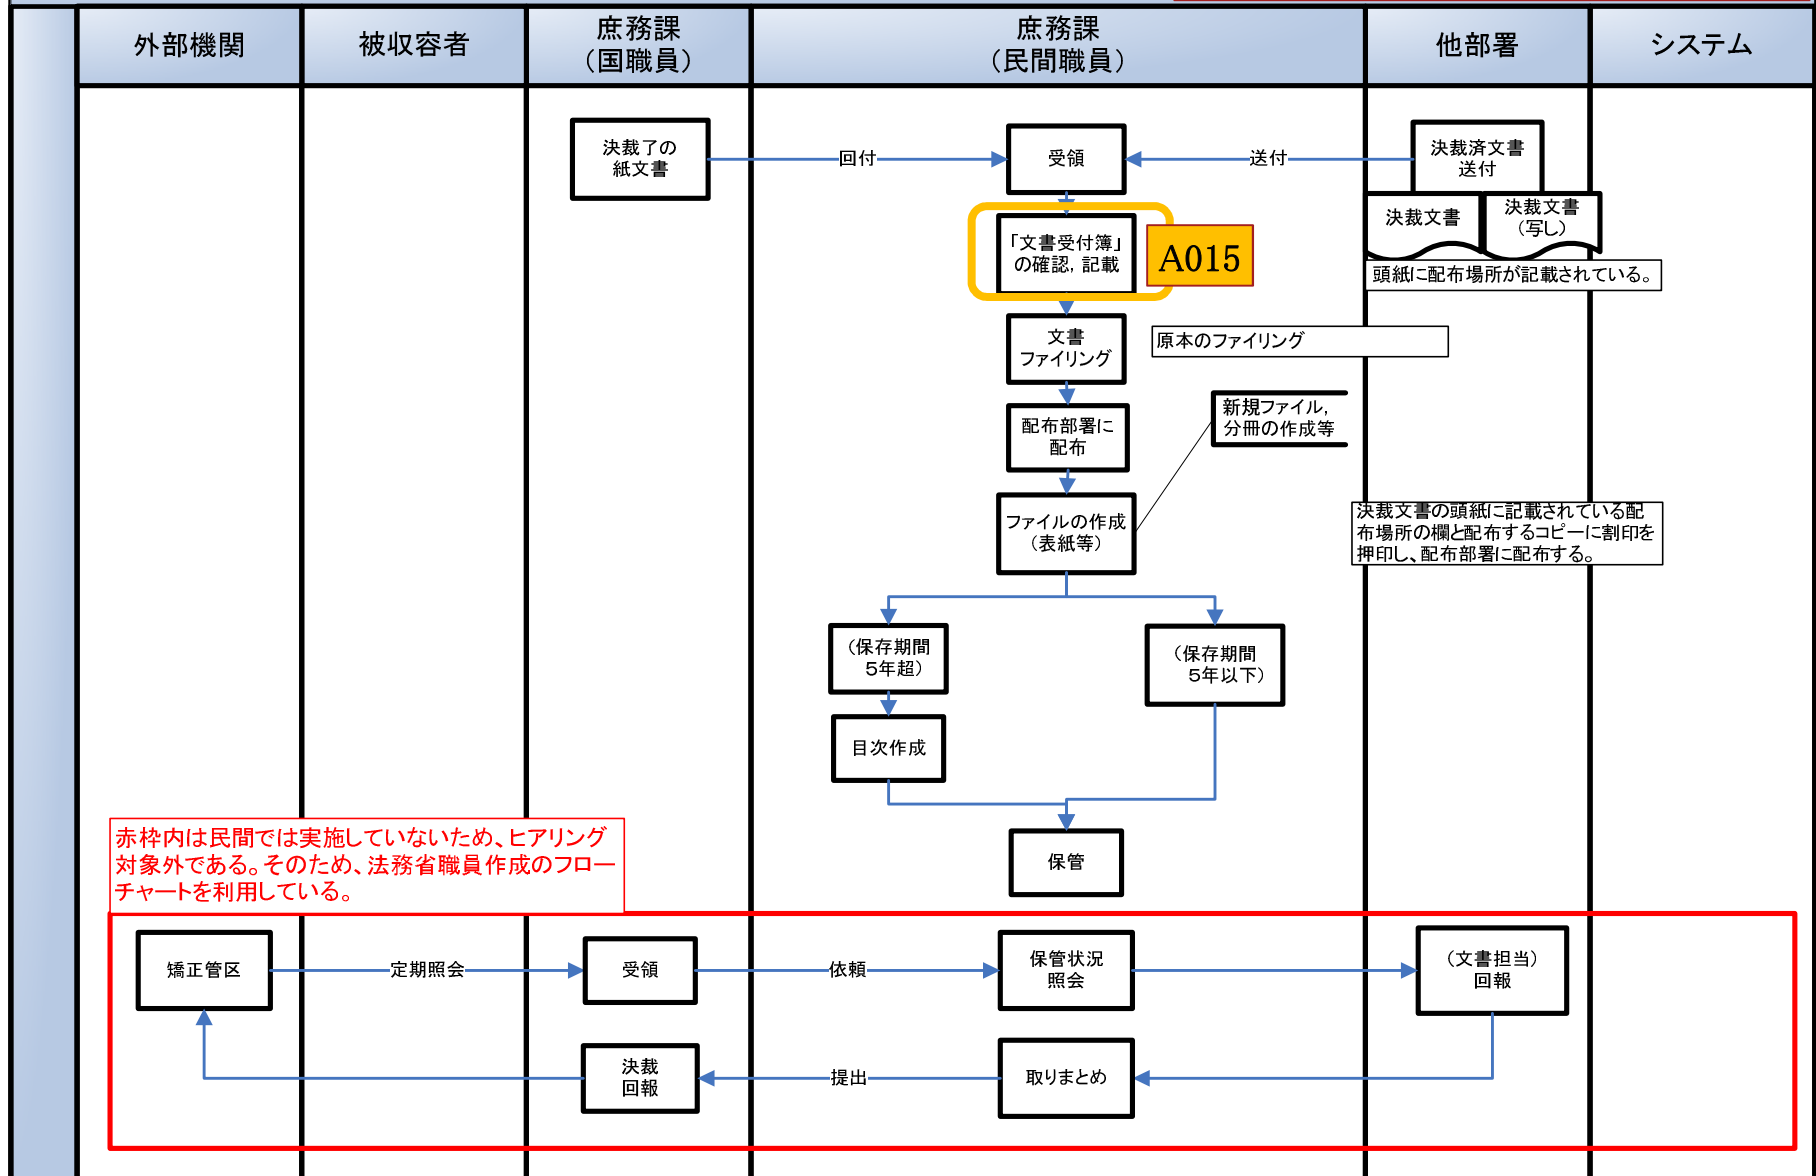 外部機関
被収容者
庶務課
（国職員）
庶務課
（民間職員）
他部署
システム
決裁了の
紙文書
回付
受領
送付
決裁済文書
送付
決裁文書
決裁文書
（写し）
頭紙に配布場所が記載されている。
「文書受付簿」
の確認，記載
A015
文書
ファイリング
原本のファイリング
配布部署に
配布
新規ファイル，
分冊の作成等
ファイルの作成
（表紙等）
決裁文書の頭紙に記載されている配
布場所の欄と配布するコピーに割印を
押印し、配布部署に配布する。
（保存期間
5年超）
（保存期間
5年以下）
目次作成
保管
赤枠内は民間では実施していないため、ヒアリング
対象外である。そのため、法務省職員作成のフロー
チャートを利用している。
矯正管区
定期照会
受領
依頼
保管状況
照会
（文書担当）
回報
決裁
回報
提出
取りまとめ